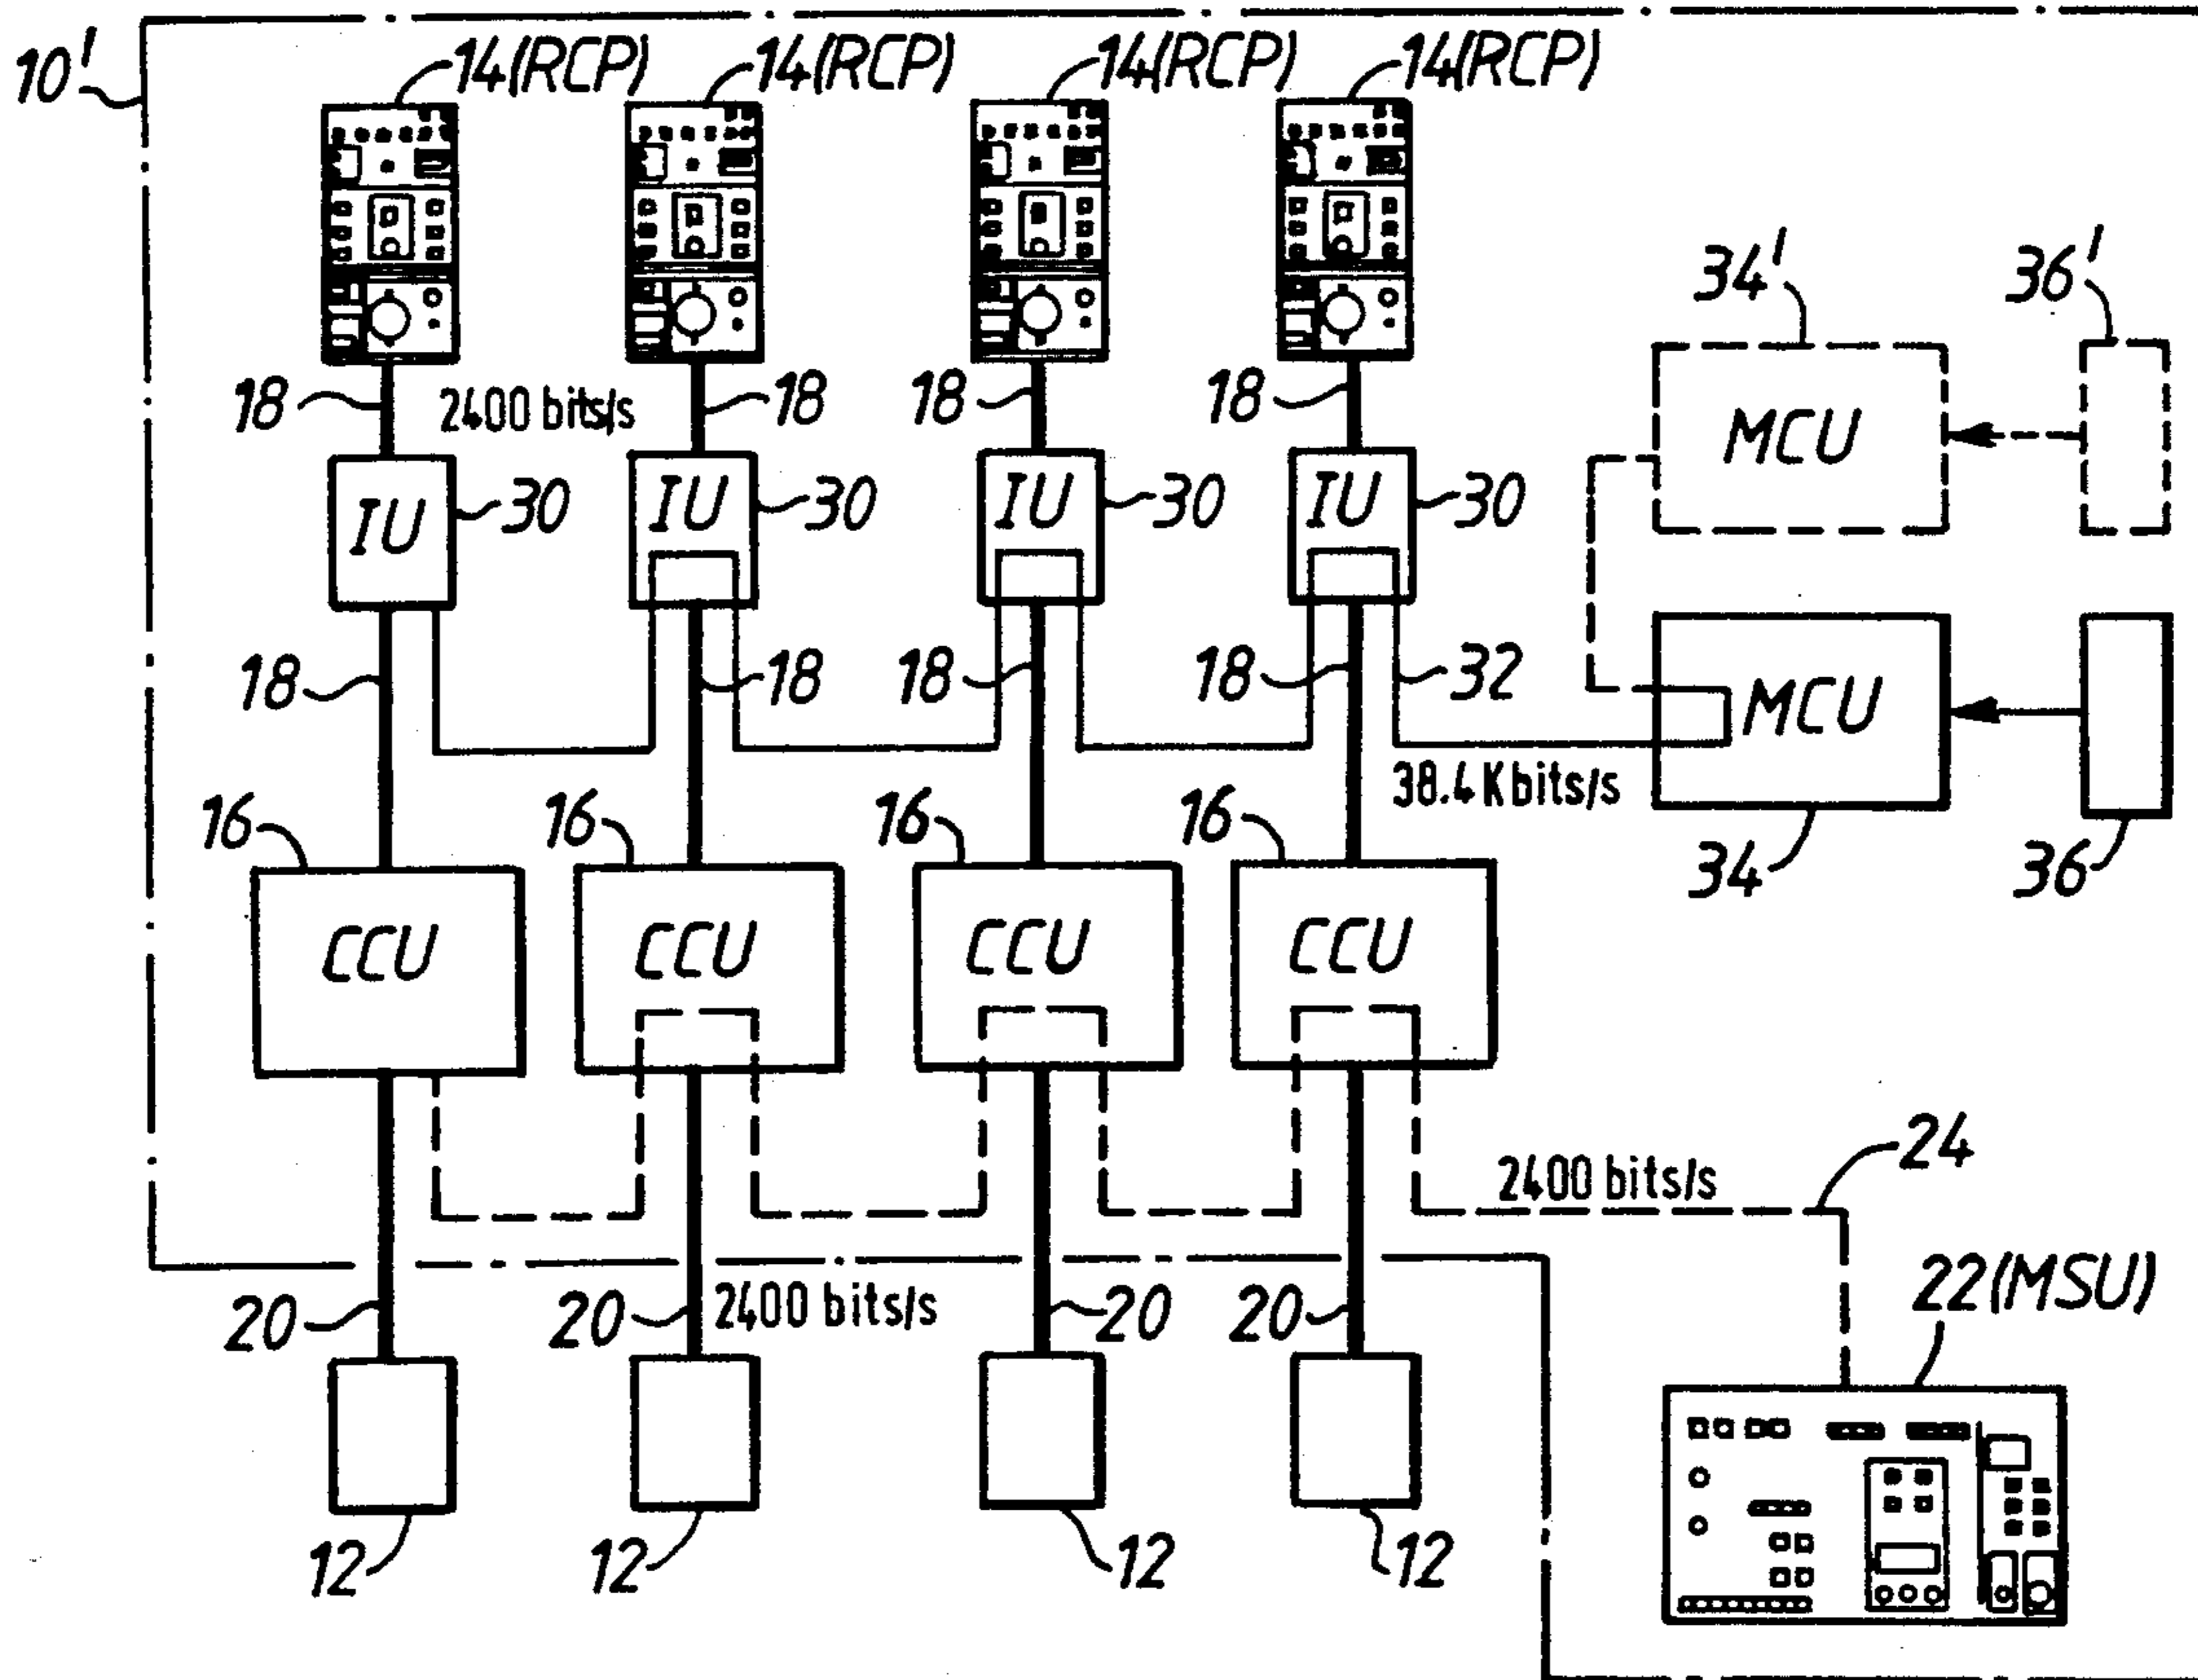 10'
14(RCP) 14(RCP) 14(RCP) 14(RCP)
34' 36'
18 2400 bits/s 18 18 18
MCU
IU 30 IU 30 IU 30 IU 30
18 18 18 18 32
MCU
38.4 Kbits/s
16 16 16 16
34 36
CCU CCU CCU CCU
24
2400 bits/s
22(MSU)
20 20 2400 bits/s 20 20
12 12 12 12